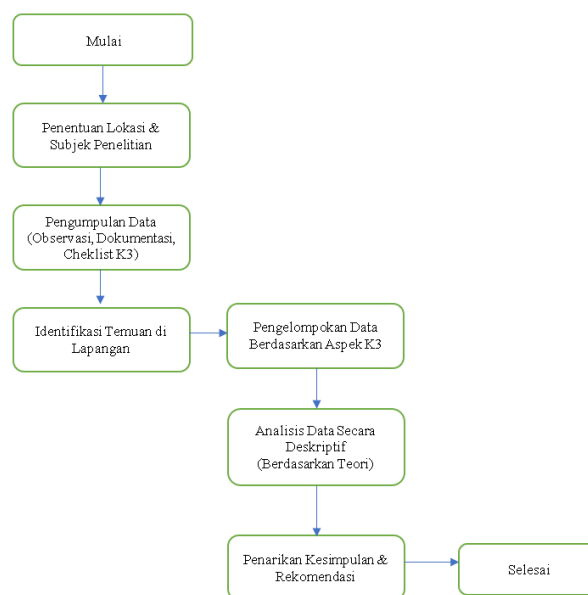 Mulai
Penentuan Lokasi &
Subjek Penelitian
Pengumpulan Data
(Observasi, Dokumentasi,
Cheklist K3)
Identifikasi Temuan di
Lapangan
Pengelompokan Data
Berdasarkan Aspek K3
Analisis Data Secara
Deskriptif
(Berdasarkan Teori)
Penarikan Kesimpulan &
Rekomendasi
Selesai